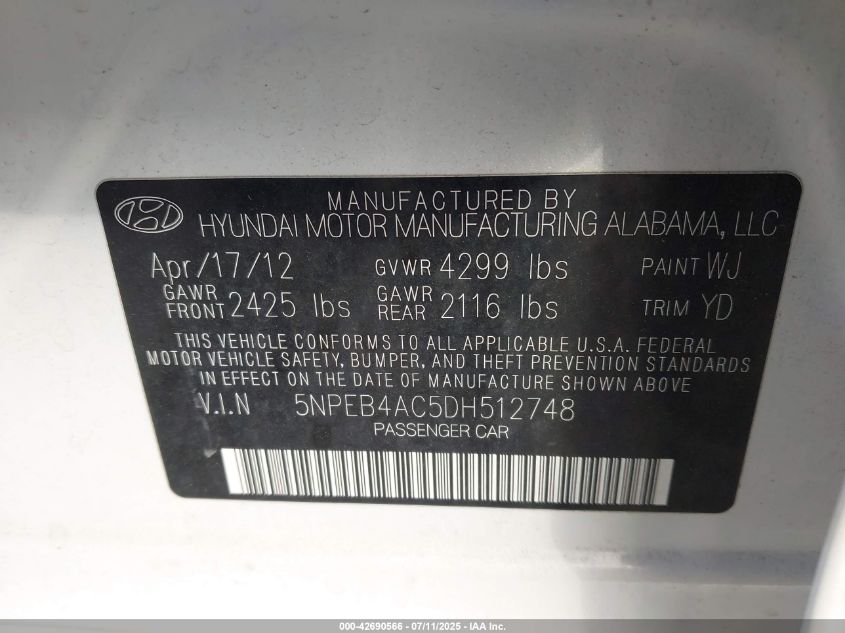 MANUFACTURED BY
HYUNDAI MOTOR MANUFACTURING ALABAMA, LLC
Apr/17/12 GVWR 4299 lbs PAINT WJ
GAWR FRONT 2425 lbs GAWR REAR 2116 lbs TRIM YD
THIS VEHICLE CONFORMS TO ALL APPLICABLE U.S.A. FEDERAL
MOTOR VEHICLE SAFETY, BUMPER, AND THEFT PREVENTION STANDARDS
IN EFFECT ON THE DATE OF MANUFACTURE SHOWN ABOVE
V.I.N 5NPEB4AC5DH512748
PASSENGER CAR
000-42690566 - 07/11/2025 - IAA Inc.